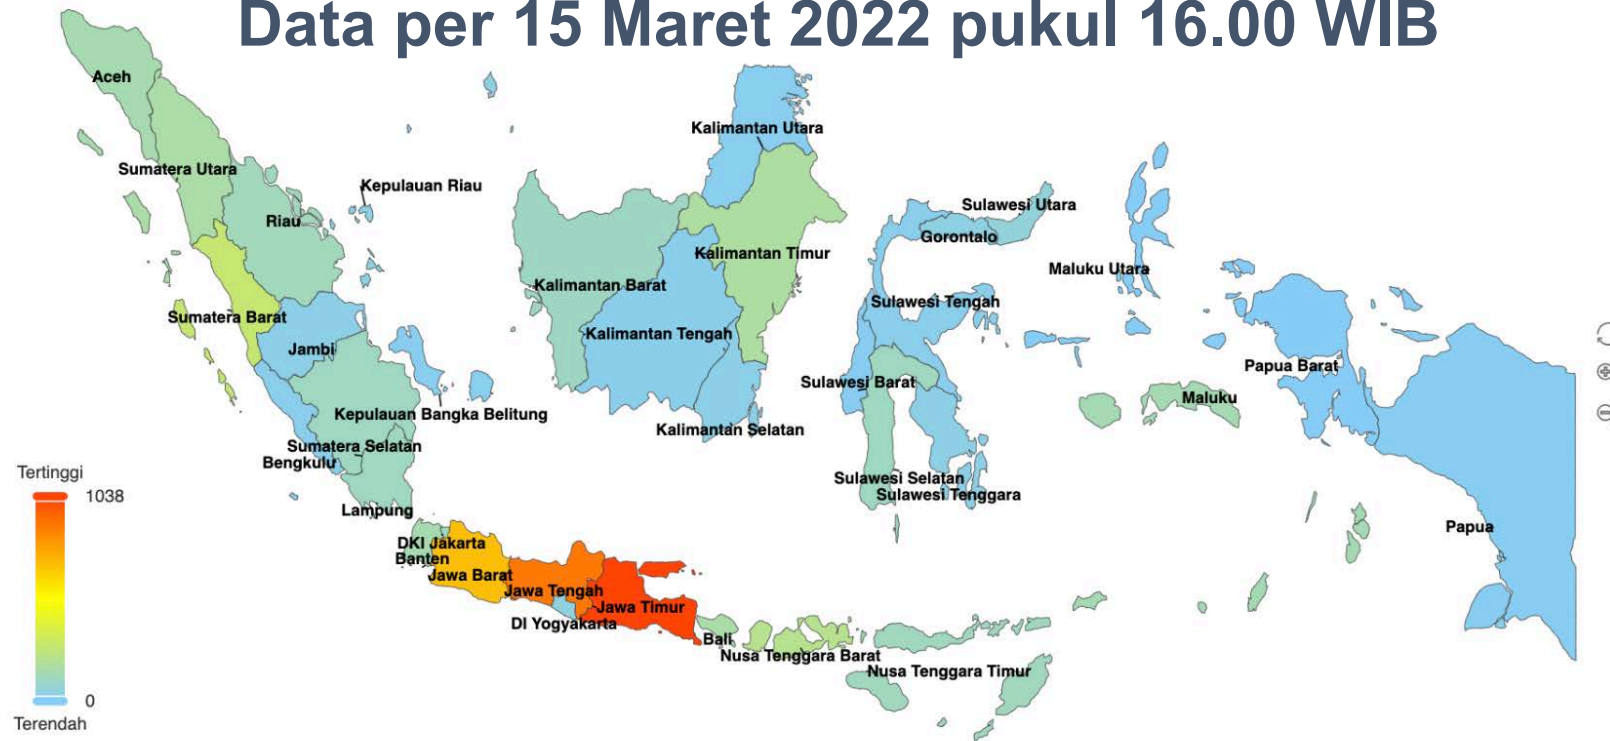 Data per 15 Maret 2022 pukul 16.00 WIB
Aceh
Kalimantan Utara
Sumatera Utara
Kepulauan Riau
Sulawesi Utara
Riau
Gorontalo
Kalimantan Timur
Maluku Utara
Kalimantan Barat
Sulawesi Tengah
Sumatera Barat
Kalimantan Tengah
Jambi
Papua Barat
Sulawesi Barat
Maluku
Kepulauan Bangka Belitung
Kalimantan Selatan
Sumatera Selatan
Bengkulu
Tertinggi
Sulawesi Selatan
Sulawesi Tenggara
1038
Lampung
Papua
DKI Jakarta
Banten
Jawa Barat
Jawa Tengah
Jawa Timur
DI Yogyakarta
Bali
Nusa Tenggara Barat
Nusa Tenggara Timur
0
Terendah